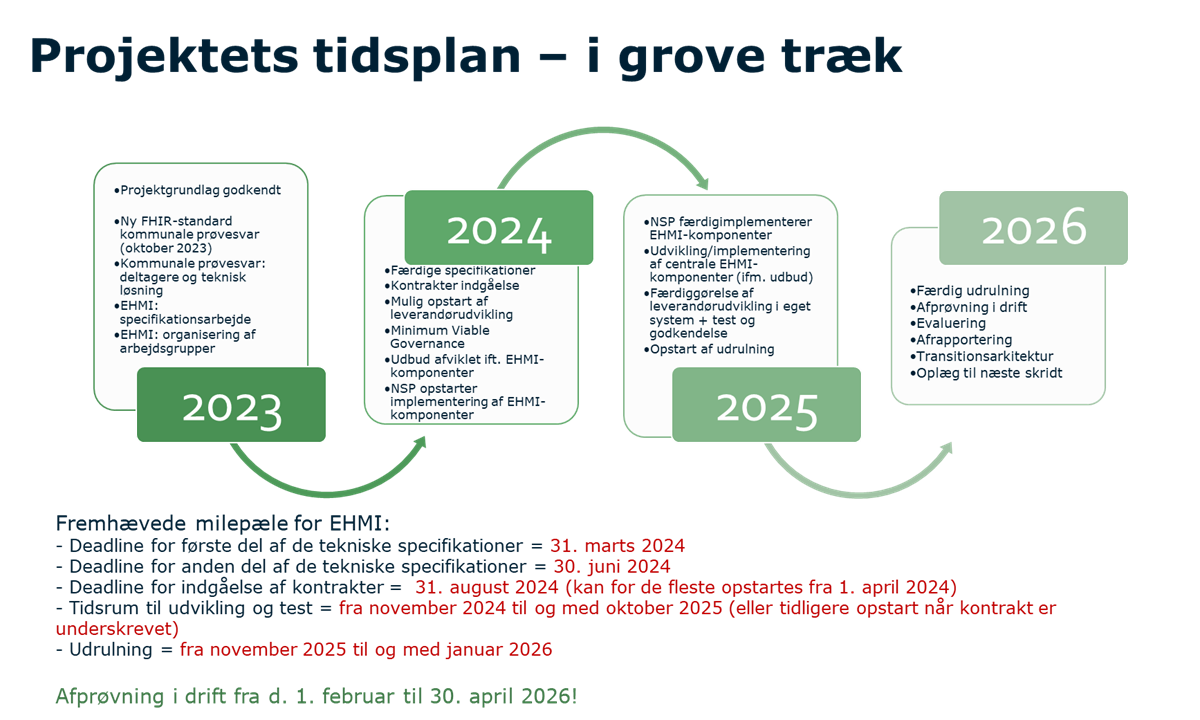 Projektets tidsplan – i grove træk
•Projektgrundlag godkendt
•Ny FHIR-standard
kommunale prøvesvar
(oktober 2023)
•Kommunale prøvesvar:
deltagere og teknisk
løsning
•EHMI:
specifikationsarbejde
•EHMI: organisering af
arbejdsgrupper
2023
2024
•Færdige specifikationer
•Kontrakter indgåelse
•Mulig opstart af
leverandørudvikling
•Minimum Viable
Governance
•Udbud afviklet ift. EHMI-
komponenter
•NSP opstarter
implementering af EHMI-
komponenter
•NSP færdigimplementerer
EHMI-komponenter
•Udvikling/implementering
af centrale EHMI-
komponenter (ifm. udbud)
•Færdiggørelse af
leverandørudvikling i eget
system + test og
godkendelse
•Opstart af udrulning
2025
2026
•Færdig udrulning
•Afprøvning i drift
•Evaluering
•Afrapportering
•Transitionsarkitektur
•Oplæg til næste skridt
Fremhævede milepæle for EHMI:
- Deadline for første del af de tekniske specifikationer = 31. marts 2024
- Deadline for anden del af de tekniske specifikationer = 30. juni 2024
- Deadline for indgåelse af kontrakter = 31. august 2024 (kan for de fleste opstartes fra 1. april 2024)
- Tidsrum til udvikling og test = fra november 2024 til og med oktober 2025 (eller tidligere opstart når kontrakt er
underskrevet)
- Udrulning = fra november 2025 til og med januar 2026
Afprøvning i drift fra d. 1. februar til 30. april 2026!